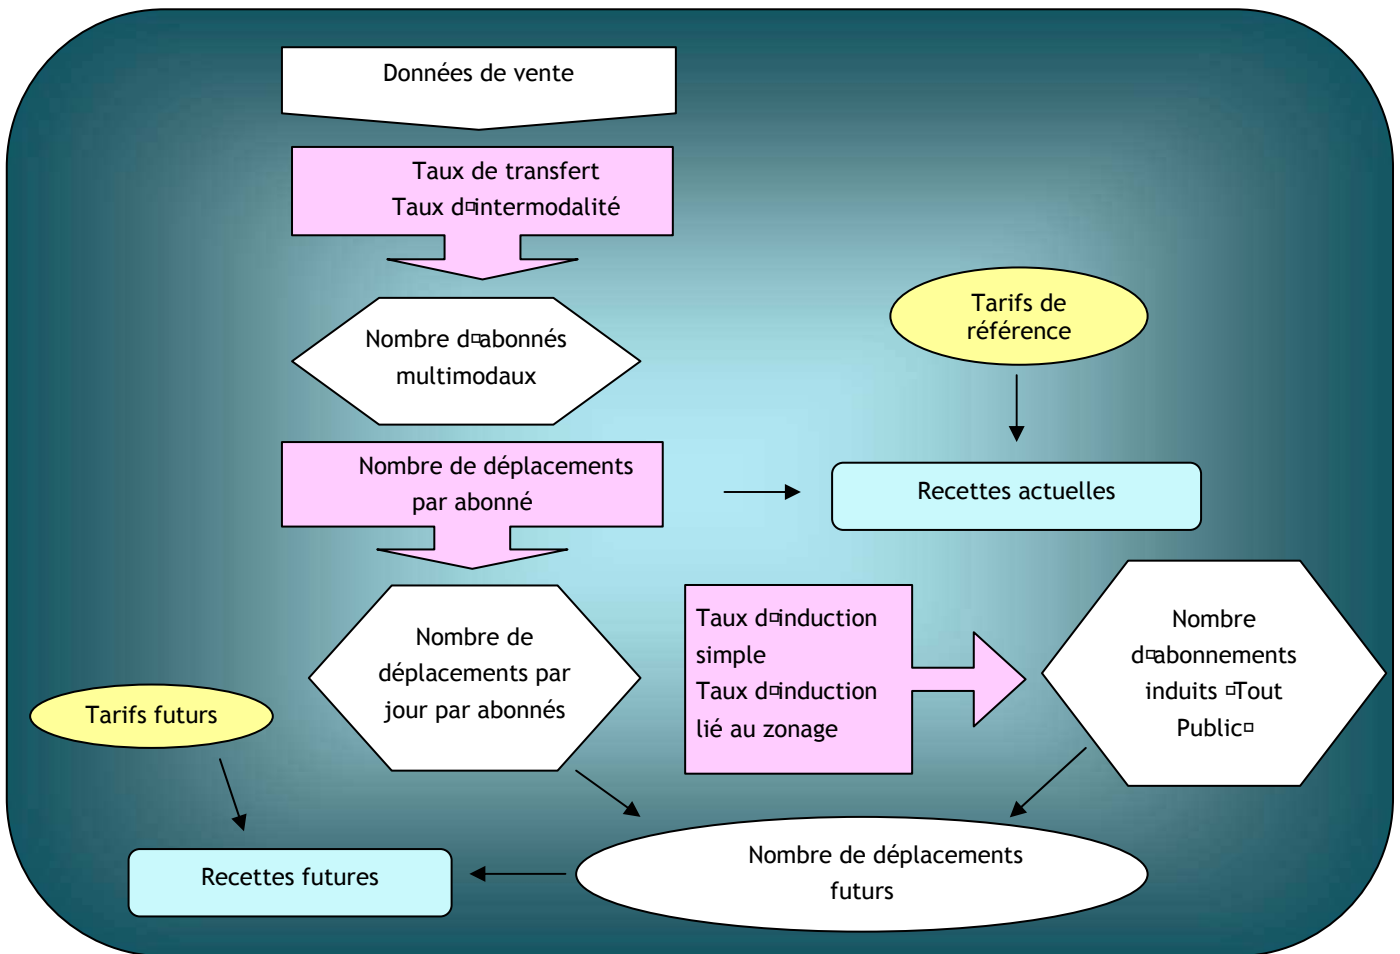 Données de vente
Taux de transfert
Taux d¤intermodalité
Nombre d¤abonnés
multimodaux
Tarifs de
référence
Nombre de déplacements
par abonné
Recettes actuelles
Nombre de
déplacements par
jour par abonnés
Taux d¤induction
simple
Taux d¤induction
lié au zonage
Nombre
d¤abonnements
induits ¤Tout
Public¤
Tarifs futurs
Nombre de déplacements
futurs
Recettes futures